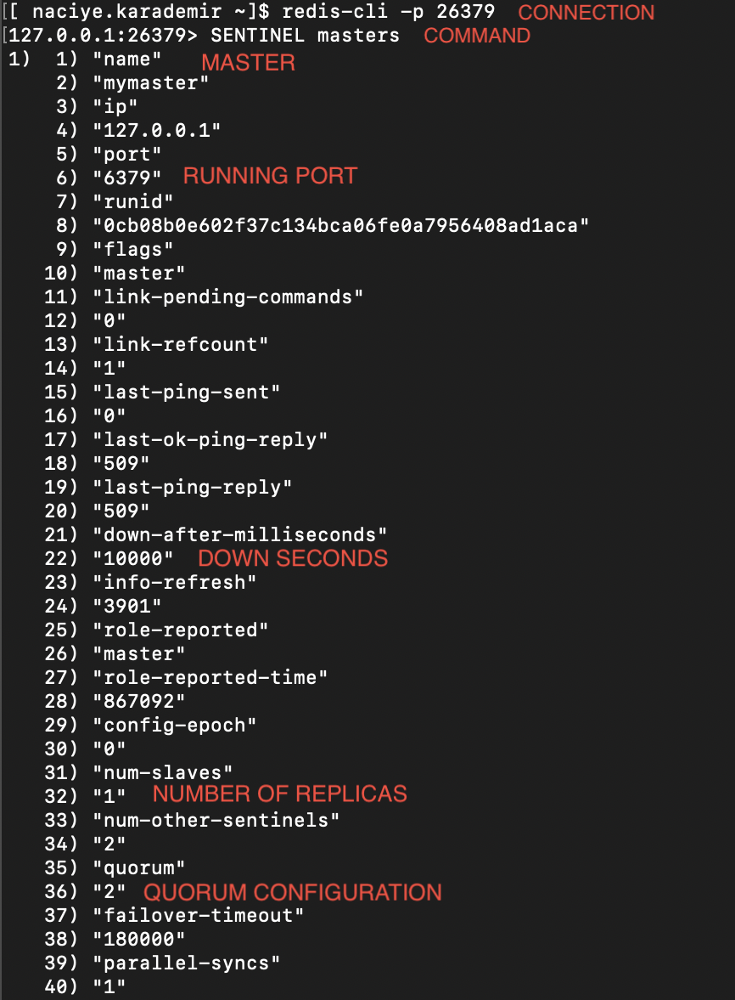 [[ naciye.karademir ~]$ redis-cli -p 26379 CONNECTION
[127.0.0.1:26379> SENTINEL masters COMMAND
1) 1) "name" MASTER
2) "mymaster"
3) "ip"
4) "127.0.0.1"
5) "port"
6) "6379" RUNNING PORT
7) "runid"
8) "0cb08b0e602f37c134bca06fe0a7956408ad1aca"
9) "flags"
10) "master"
11) "link-pending-commands"
12) "0"
13) "link-refcount"
14) "1"
15) "last-ping-sent"
16) "0"
17) "last-ok-ping-reply"
18) "509"
19) "last-ping-reply"
20) "509"
21) "down-after-milliseconds"
22) "10000" DOWN SECONDS
23) "info-refresh"
24) "3901"
25) "role-reported"
26) "master"
27) "role-reported-time"
28) "867092"
29) "config-epoch"
30) "0"
31) "num-slaves"
32) "1" NUMBER OF REPLICAS
33) "num-other-sentinels"
34) "2"
35) "quorum"
36) "2" QUORUM CONFIGURATION
37) "failover-timeout"
38) "180000"
39) "parallel-syncs"
40) "1"